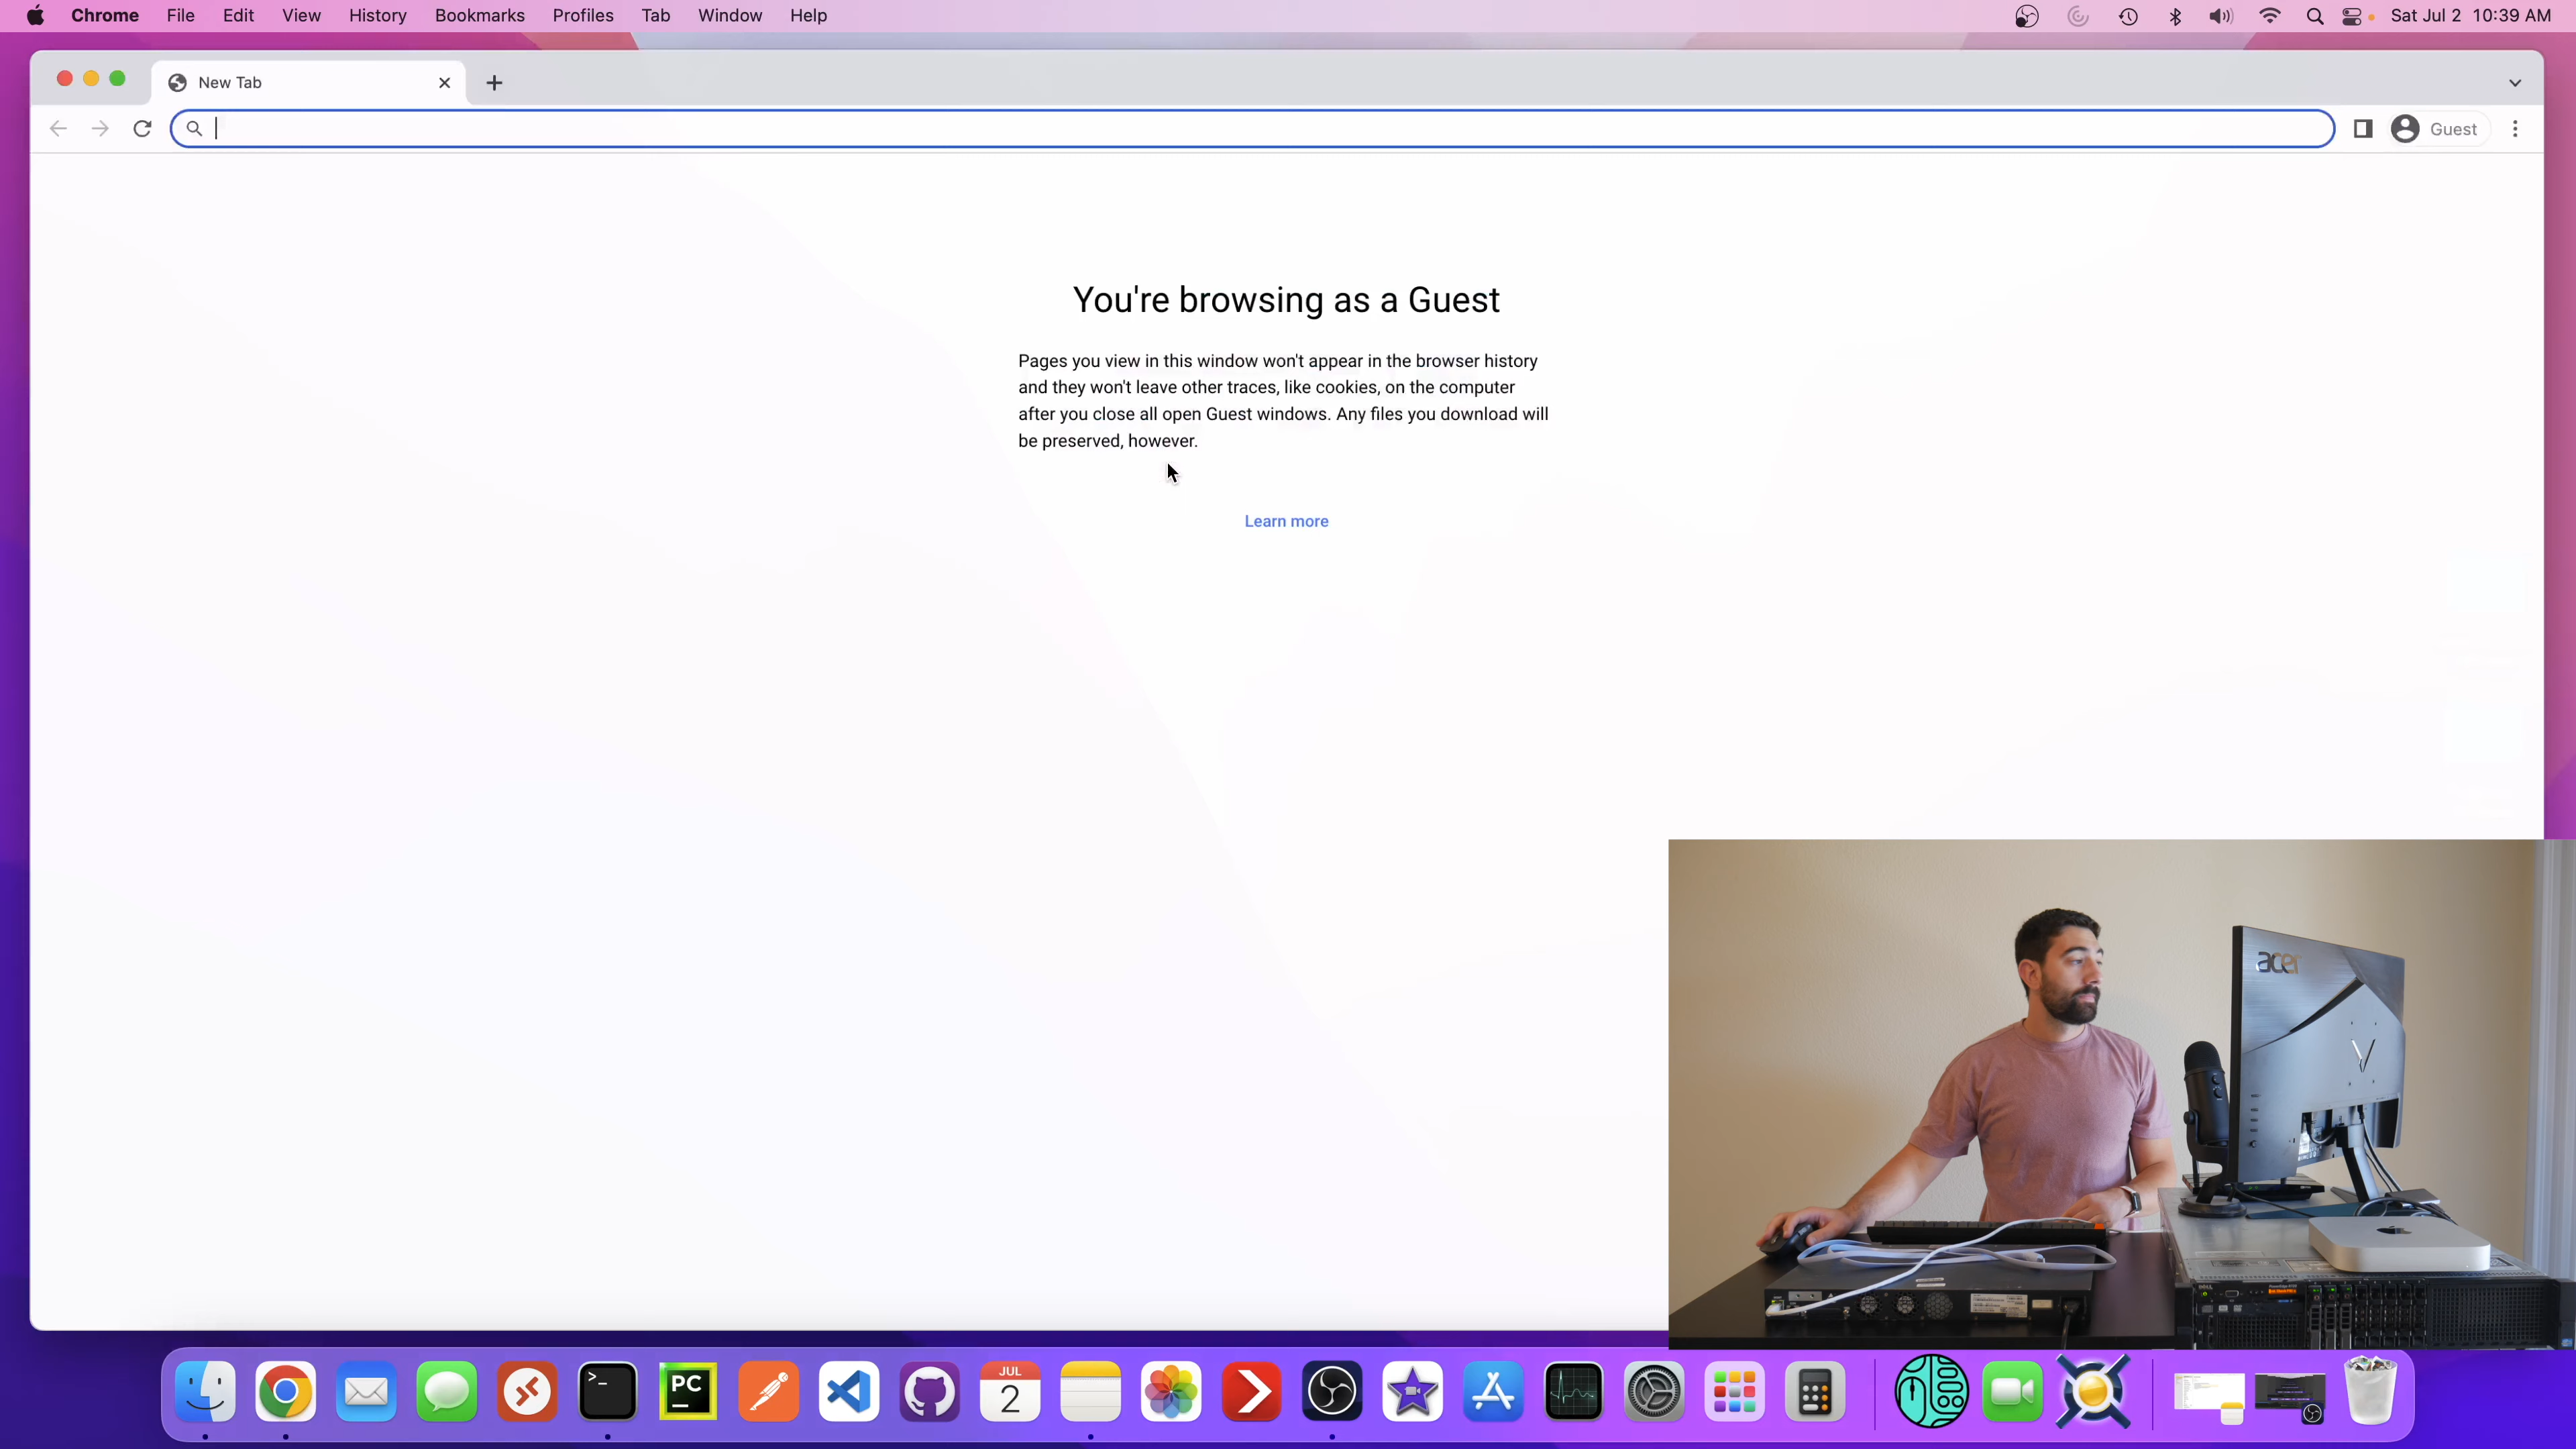 Chrome File Edit View History Bookmarks Profiles Tab Window Help Sat Jul 2 10:39 AM
New Tab
Guest
You're browsing as a Guest
Pages you view in this window won't appear in the browser history
and they won't leave other traces, like cookies, on the computer
after you close all open Guest windows. Any files you download will
be preserved, however.
Learn more
acer
DELL
>_
PC
JUL
2